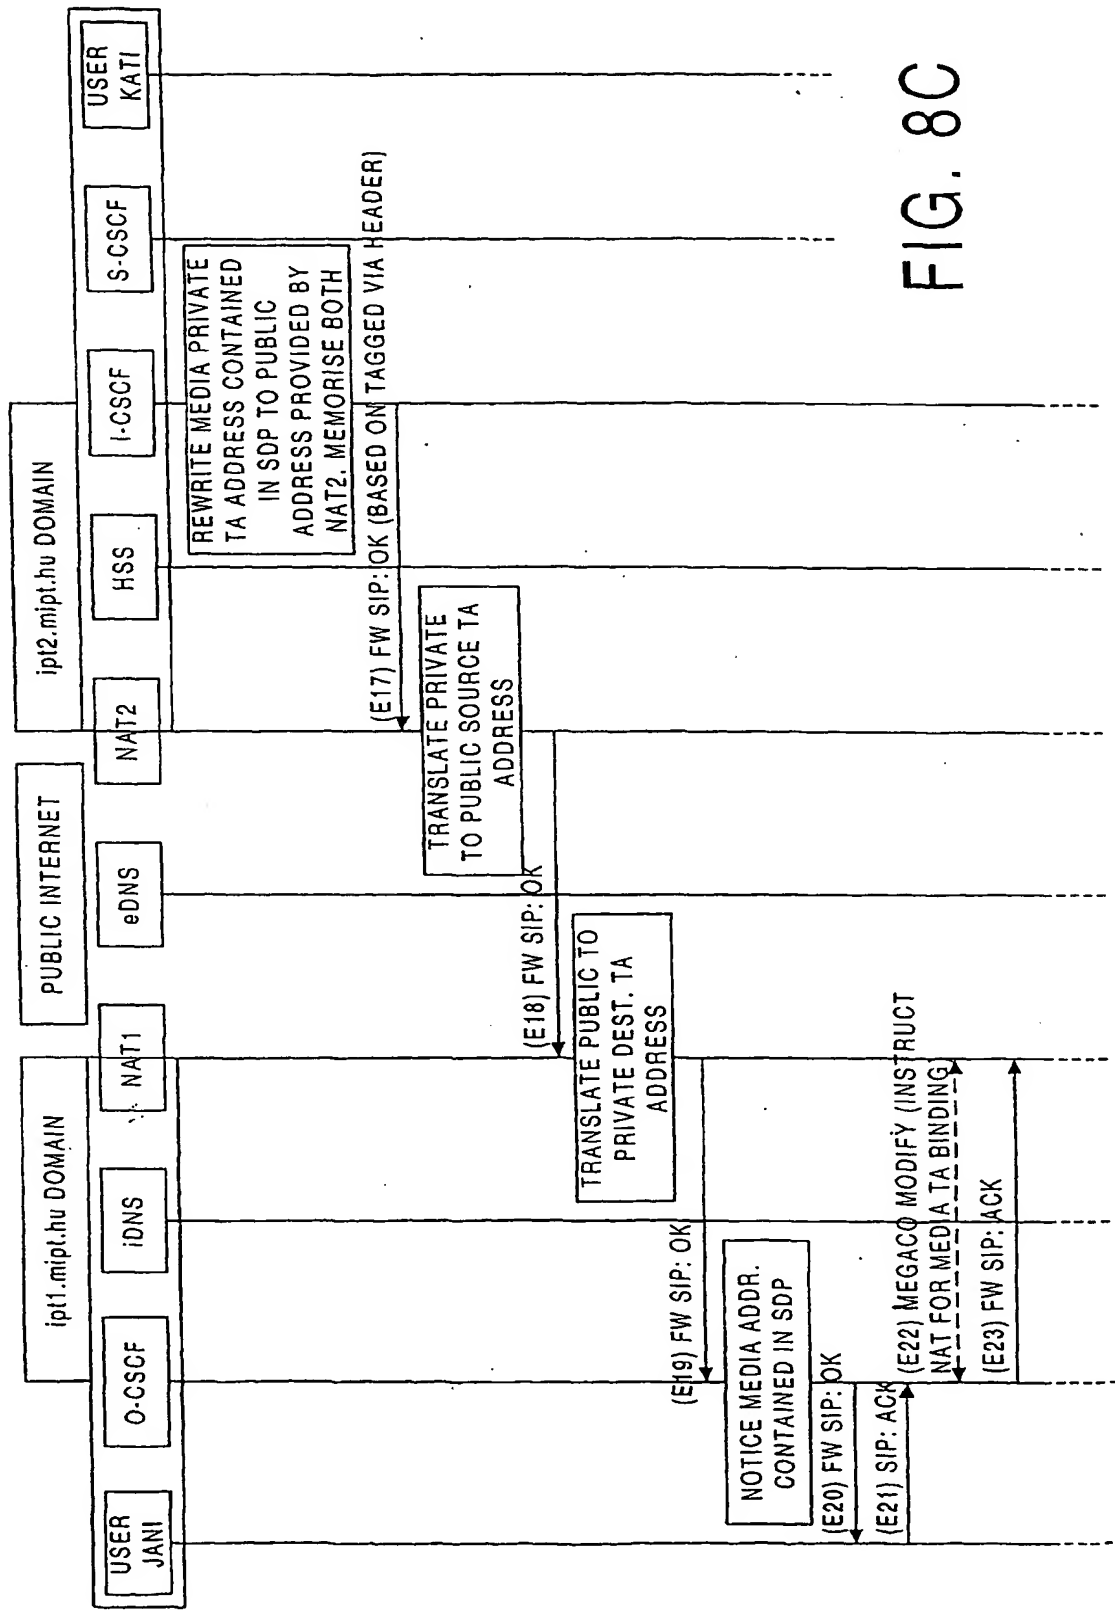 ipt1.mipt.hu DOMAIN
PUBLIC INTERNET
ipt2.mipt.hu DOMAIN
USER
JANI
O-CSCF
iDNS
NAT1
eDNS
NAT2
HSS
I-CSCF
S-CSCF
USER
KATI
REWRITE MEDIA PRIVATE
TA ADDRESS CONTAINED
IN SDP TO PUBLIC
ADDRESS PROVIDED BY
NAT2. MEMORISE BOTH
(E17) FW SIP: OK (BASED ON TAGGED VIA HEADER)
TRANSLATE PRIVATE
TO PUBLIC SOURCE TA
ADDRESS
(E18) FW SIP: OK
TRANSLATE PUBLIC TO
PRIVATE DEST. TA
ADDRESS
(E19) FW SIP: OK
NOTICE MEDIA ADDR.
CONTAINED IN SDP
(E20) FW SIP: OK
(E21) SIP: ACK
(E22) MEGACO MODIFY (INSTRUCT
NAT FOR MEDIA TA BINDING)
(E23) FW SIP: ACK
FIG. 8C